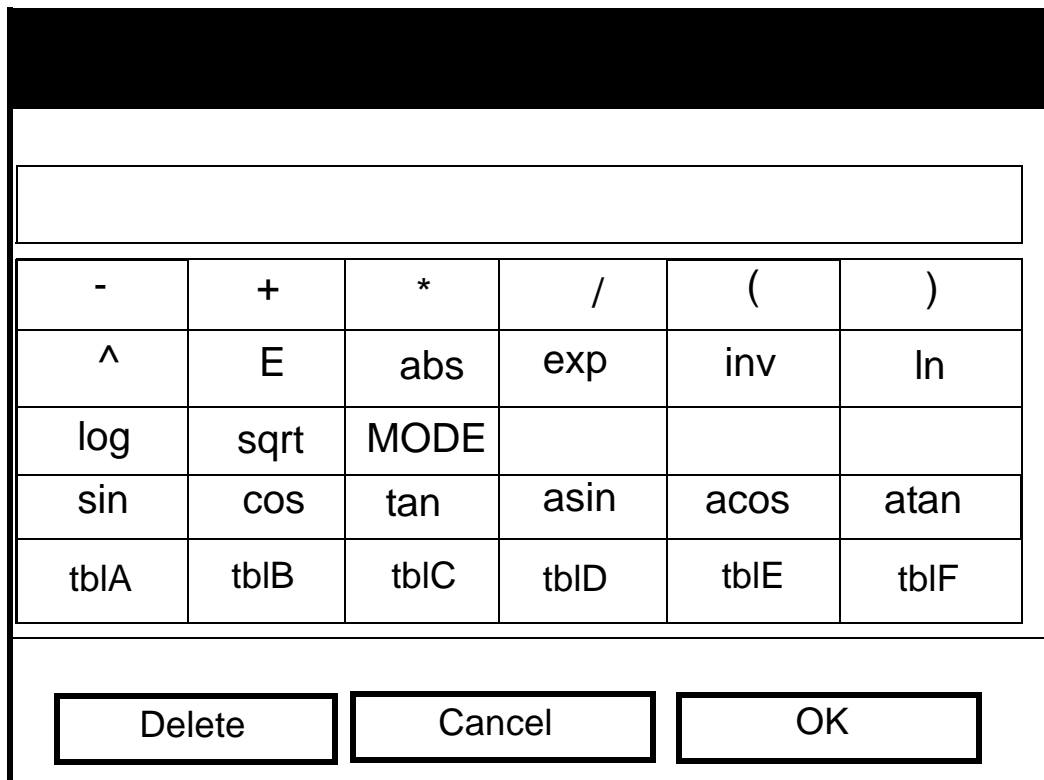 - + * / ( )
^ E abs exp inv ln
log sqrt MODE
sin cos tan asin acos atan
tblA tblB tblC tblD tblE tblF
Delete Cancel OK